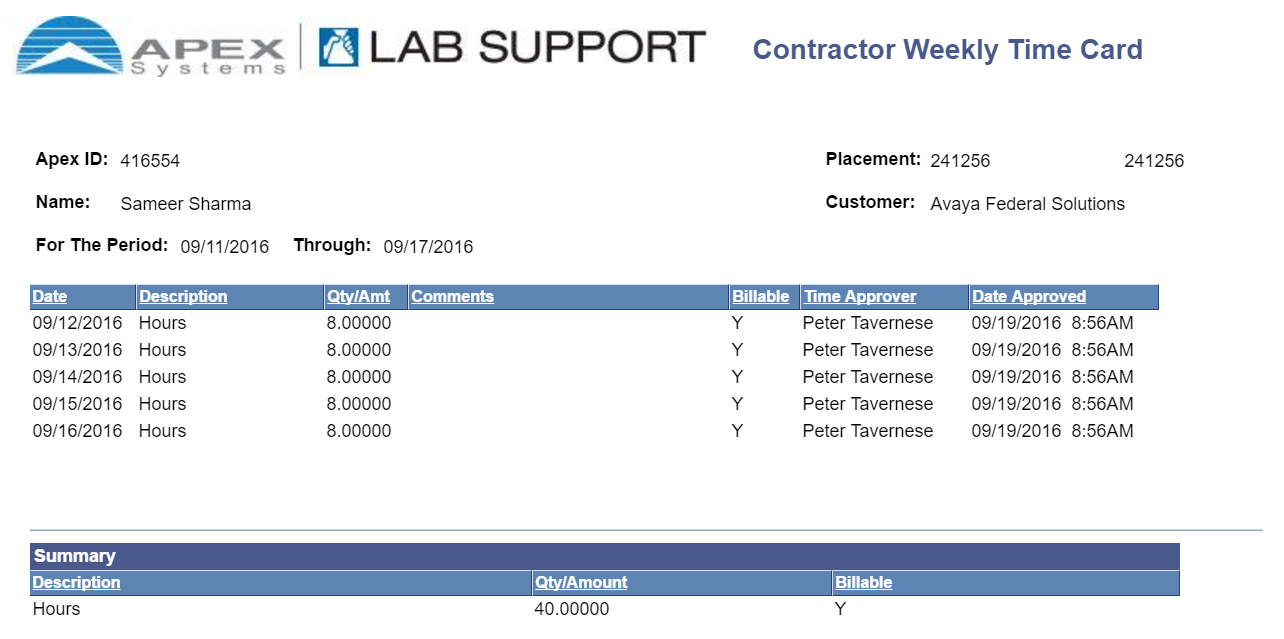 APEX Systems | LAB SUPPORT Contractor Weekly Time Card
Apex ID: 416554 Placement: 241256 241256
Name: Sameer Sharma Customer: Avaya Federal Solutions
For The Period: 09/11/2016 Through: 09/17/2016
Date Description Qty/Amt Comments Billable Time Approver Date Approved
09/12/2016 Hours 8.00000 Y Peter Tavernese 09/19/2016 8:56AM
09/13/2016 Hours 8.00000 Y Peter Tavernese 09/19/2016 8:56AM
09/14/2016 Hours 8.00000 Y Peter Tavernese 09/19/2016 8:56AM
09/15/2016 Hours 8.00000 Y Peter Tavernese 09/19/2016 8:56AM
09/16/2016 Hours 8.00000 Y Peter Tavernese 09/19/2016 8:56AM
Summary
Description Qty/Amount Billable
Hours 40.00000 Y